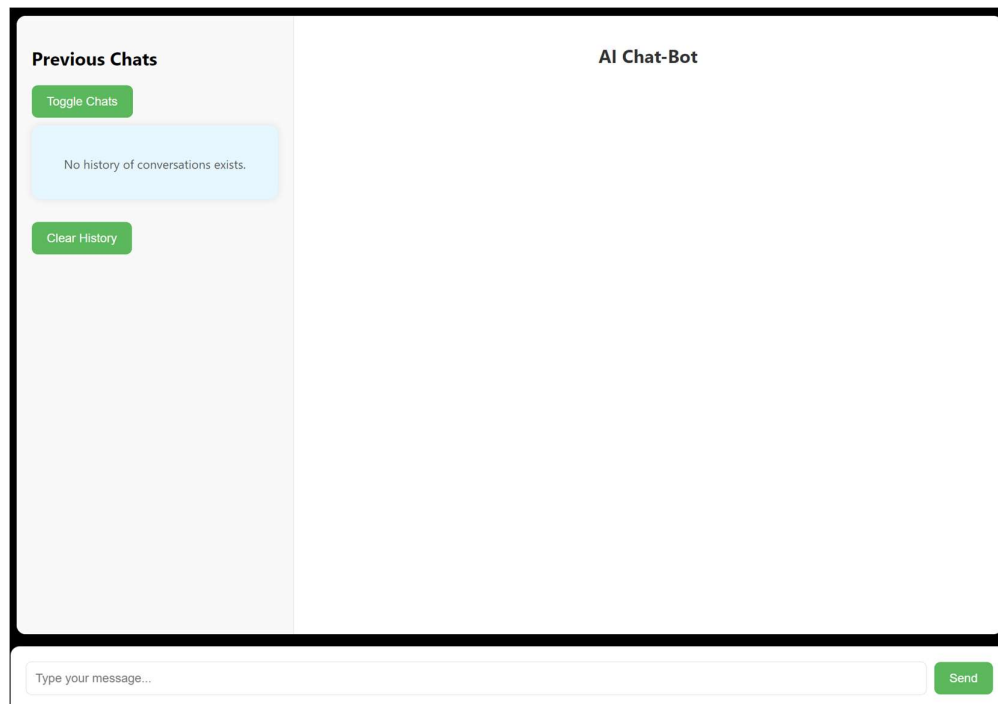 Previous Chats
Toggle Chats
No history of conversations exists.
Clear History
AI Chat-Bot
Type your message...
Send